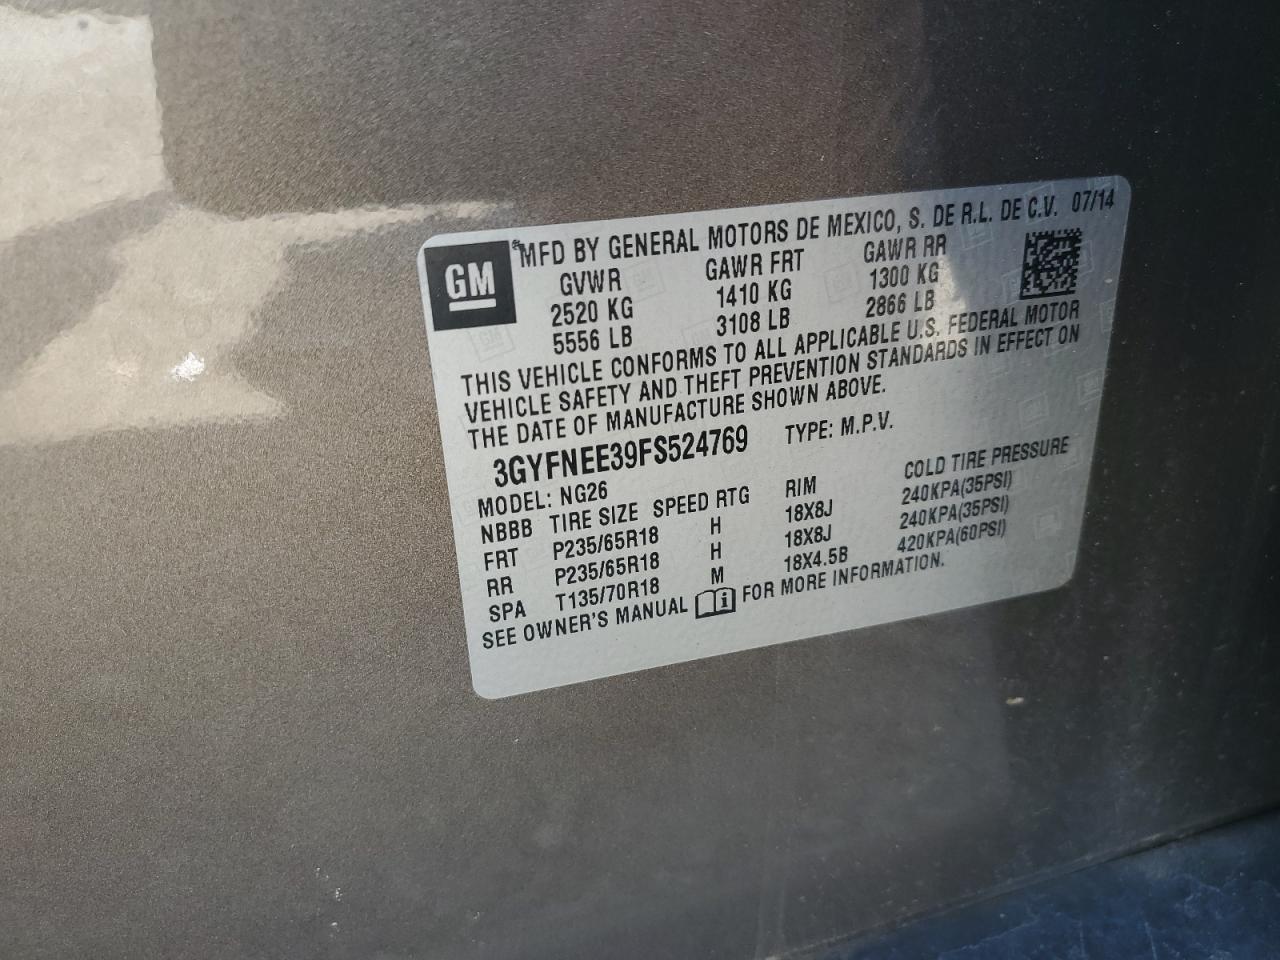 GM
MFD BY GENERAL MOTORS DE MEXICO, S. DE R.L. DE C.V. 07/14
GVWR GAWR FRT GAWR RR
2520 KG 1410 KG 1300 KG
5556 LB 3108 LB 2866 LB
THIS VEHICLE CONFORMS TO ALL APPLICABLE U.S. FEDERAL MOTOR
VEHICLE SAFETY AND THEFT PREVENTION STANDARDS IN EFFECT ON
THE DATE OF MANUFACTURE SHOWN ABOVE.
3GYFNEE39FS524769 TYPE: M.P.V.
MODEL: NG26
NBBB TIRE SIZE SPEED RTG RIM COLD TIRE PRESSURE
FRT P235/65R18 H 18X8J 240KPA(35PSI)
RR P235/65R18 H 18X8J 240KPA(35PSI)
SPA T135/70R18 M 18X4.5B 420KPA(60PSI)
SEE OWNER'S MANUAL FOR MORE INFORMATION.